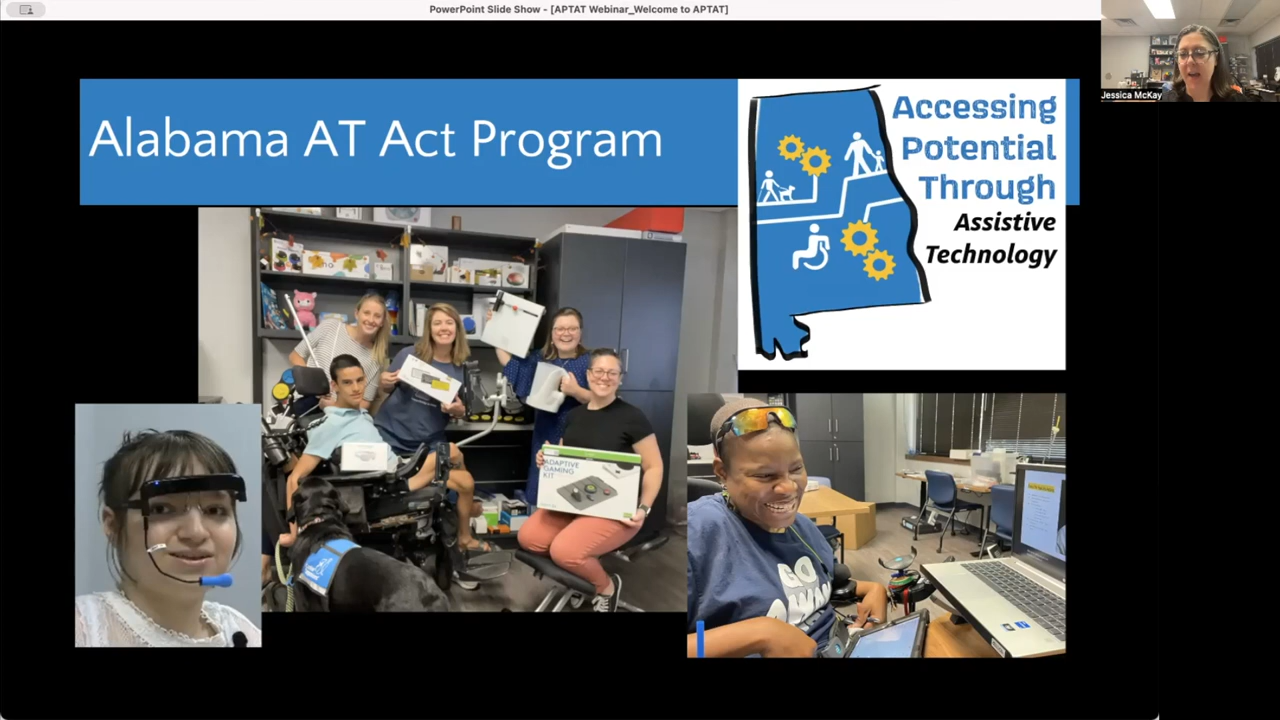 PowerPoint Slide Show - [APTAT Webinar_Welcome to APTAT]
Jessica McKay
Alabama AT Act Program
Accessing
Potential
Through
Assistive
Technology
ADAPTIVE
GAMING
KIT
GO